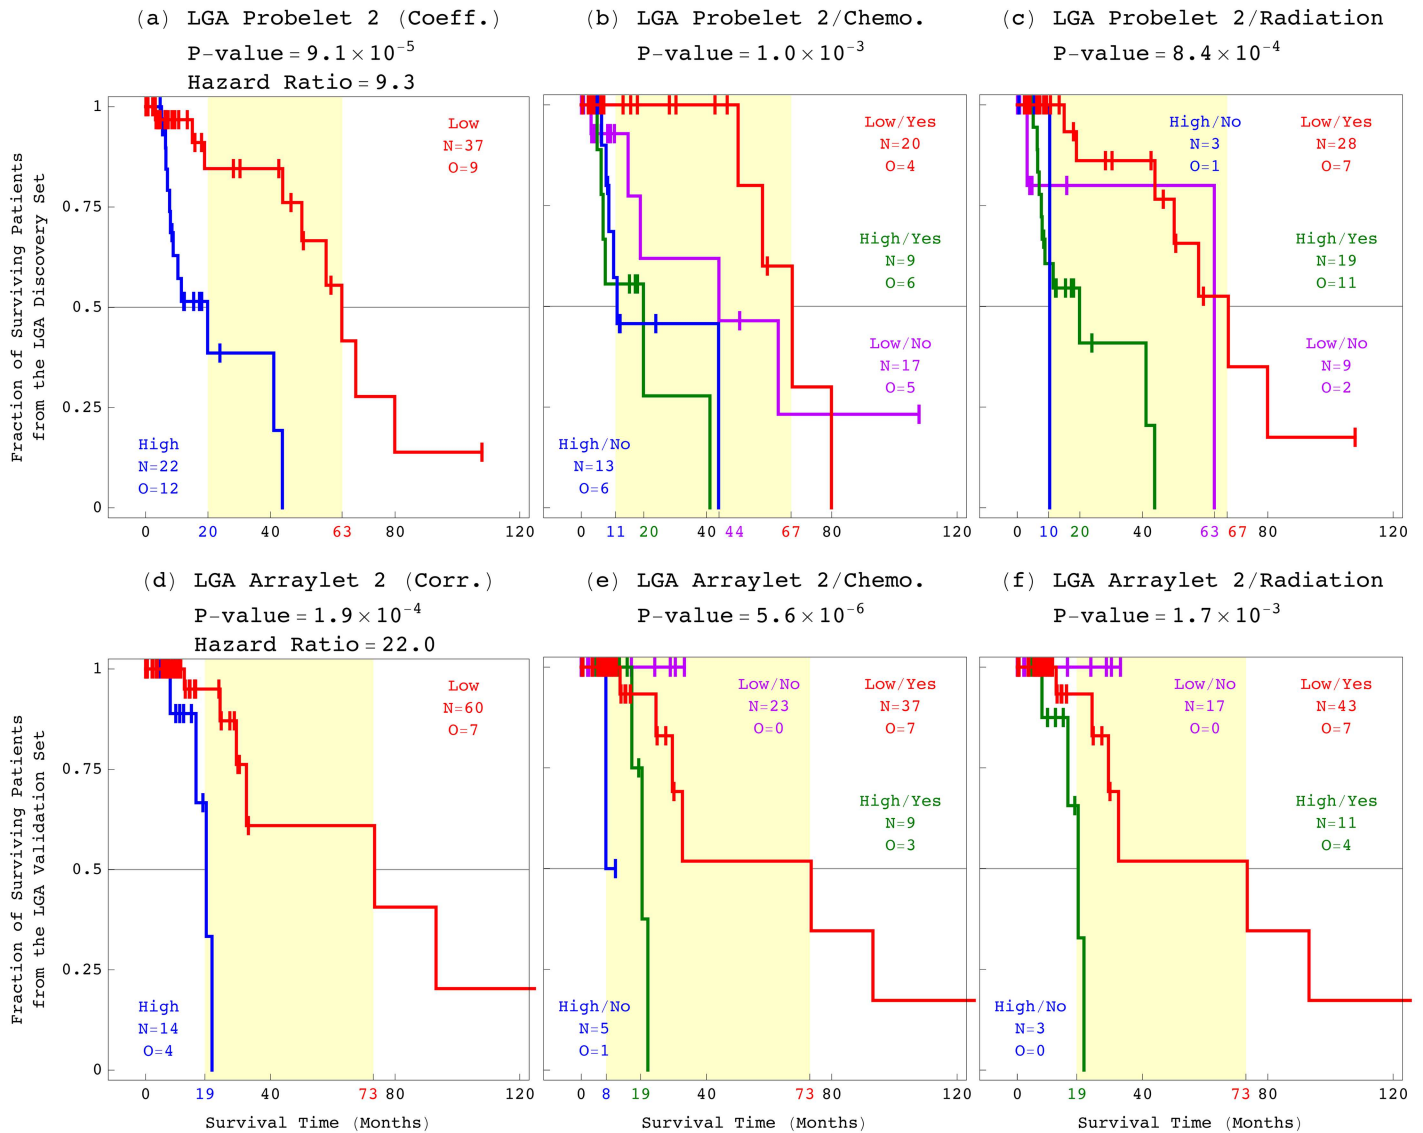 (a) LGA Probelet 2 (Coeff.)
P-value = 9.1 × 10⁻⁵
Hazard Ratio = 9.3
Fraction of Surviving Patients
from the LGA Discovery Set
1
0.75
0.5
0.25
0
Low
N=37
O=9
High
N=22
O=12
0 20 40 63 80 120
(b) LGA Probelet 2/Chemo.
P-value = 1.0 × 10⁻³
Low/Yes
N=20
O=4
High/Yes
N=9
O=6
Low/No
N=17
O=5
High/No
N=13
O=6
0 11 20 40 44 67 80 120
(c) LGA Probelet 2/Radiation
P-value = 8.4 × 10⁻⁴
High/No
N=3
O=1
Low/Yes
N=28
O=7
High/Yes
N=19
O=11
Low/No
N=9
O=2
0 10 20 40 63 67 80 120
(d) LGA Arraylet 2 (Corr.)
P-value = 1.9 × 10⁻⁴
Hazard Ratio = 22.0
Fraction of Surviving Patients
from the LGA Validation Set
1
0.75
0.5
0.25
0
Low
N=60
O=7
High
N=14
O=4
0 19 40 73 80 120
Survival Time (Months)
(e) LGA Arraylet 2/Chemo.
P-value = 5.6 × 10⁻⁶
Low/No
N=23
O=0
Low/Yes
N=37
O=7
High/Yes
N=9
O=3
High/No
N=5
O=1
0 8 19 40 73 80 120
Survival Time (Months)
(f) LGA Arraylet 2/Radiation
P-value = 1.7 × 10⁻³
Low/No
N=17
O=0
Low/Yes
N=43
O=7
High/Yes
N=11
O=4
High/No
N=3
O=0
0 19 40 73 80 120
Survival Time (Months)